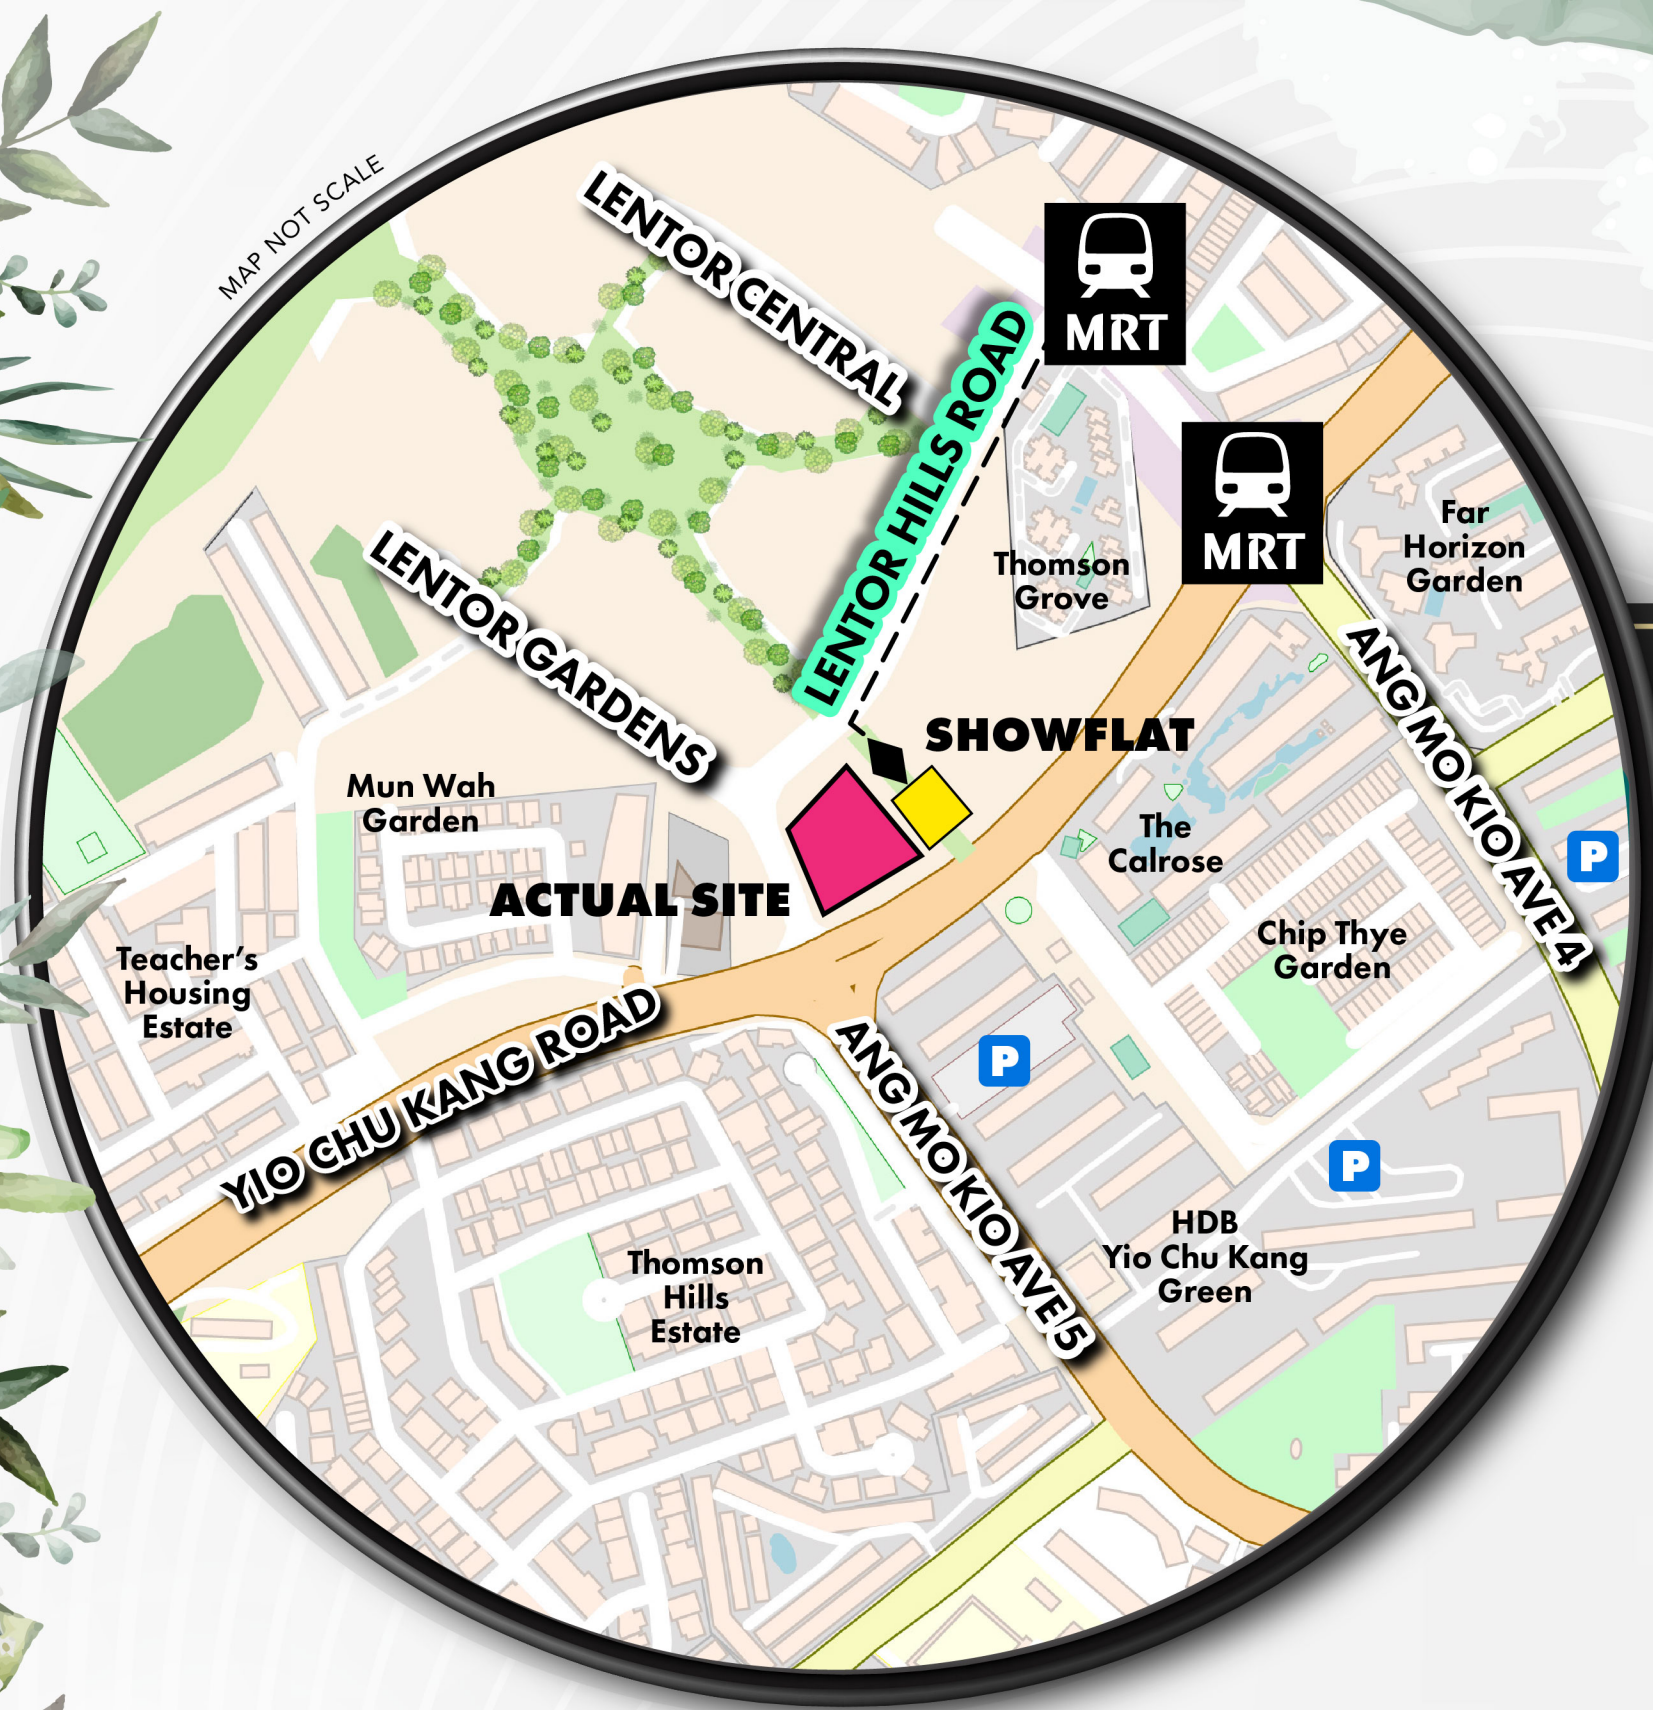 MAP NOT SCALE
LENTOR CENTRAL
MRT
LENTOR HILLS ROAD
MRT
Far
Horizon
Garden
Thomson
Grove
LENTOR GARDENS
ANG MO KIO AVE 4
SHOWFLAT
Mun Wah
Garden
The
Calrose
P
ACTUAL SITE
Chip Thye
Garden
Teacher's
Housing
Estate
YIO CHU KANG ROAD
P
ANG MO KIO AVE 5
P
HDB
Yio Chu Kang
Green
Thomson
Hills
Estate